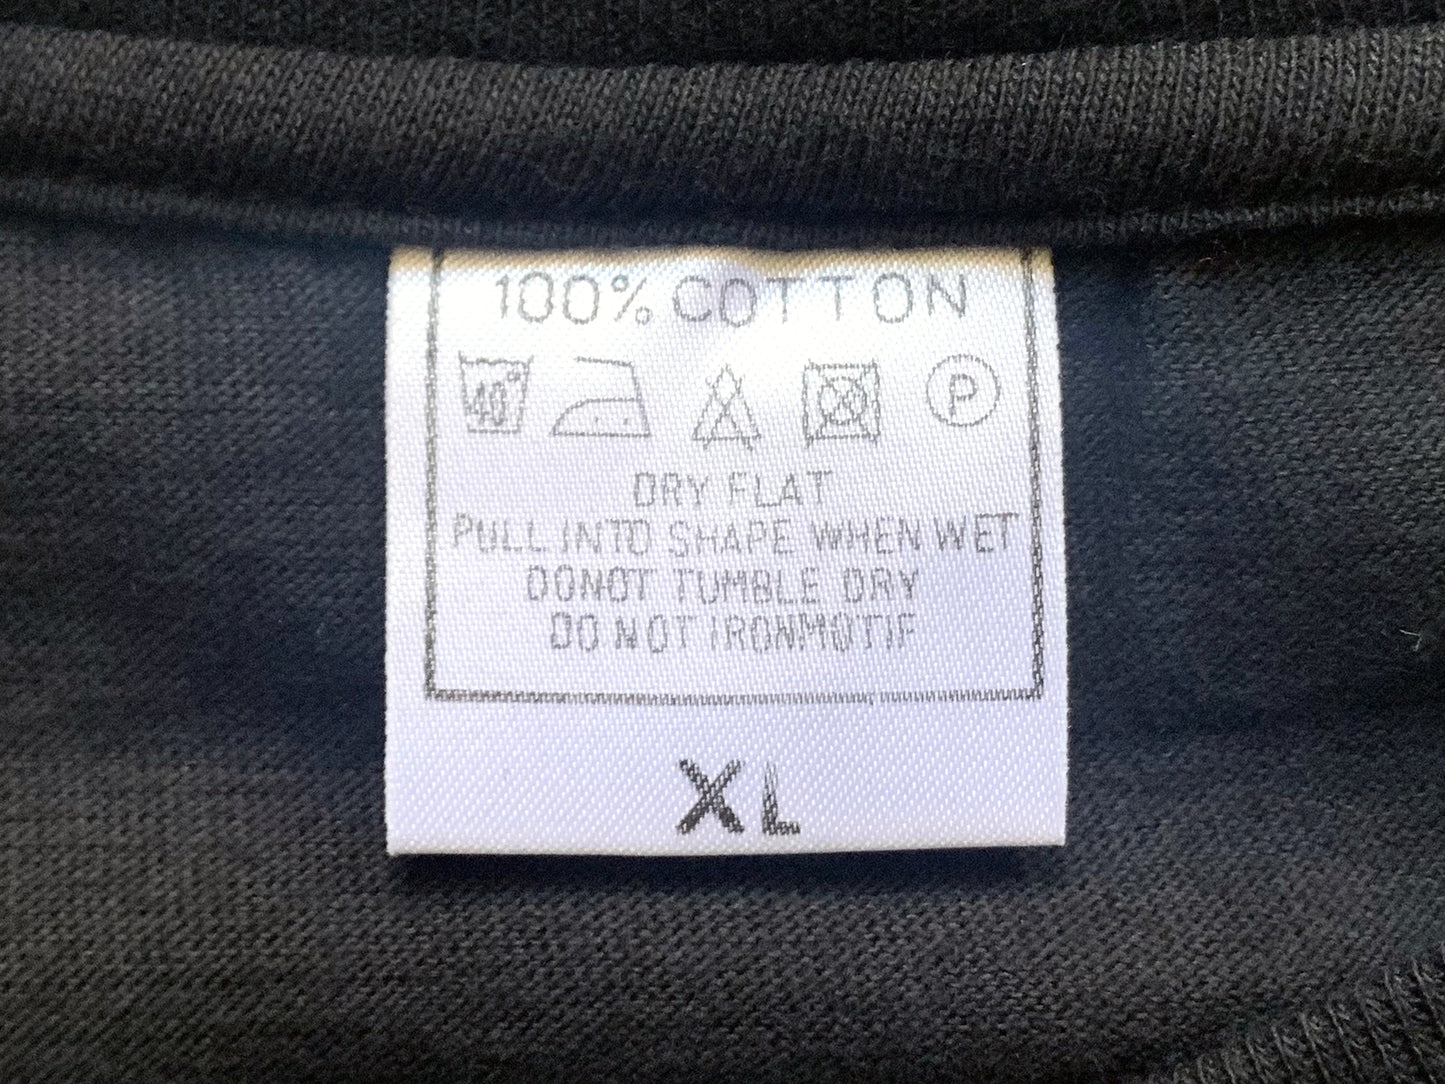 100% COTTON
40° P
DRY FLAT
PULL INTO SHAPE WHEN WET
DONOT TUMBLE DRY
DO NOT IRONMOTIF
XL